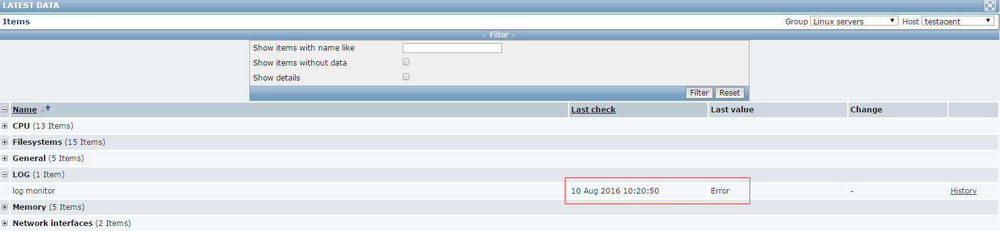 LATEST DATA
Items Group Linux servers Host testagent
Filter
Show items with name like
Show items without data
Show details
Filter Reset
Name Last check Last value Change
CPU (13 Items)
Filesystems (15 Items)
General (5 Items)
LOG (1 Item)
log monitor 10 Aug 2016 10:20:50 Error - History
Memory (5 Items)
Network interfaces (2 Items)